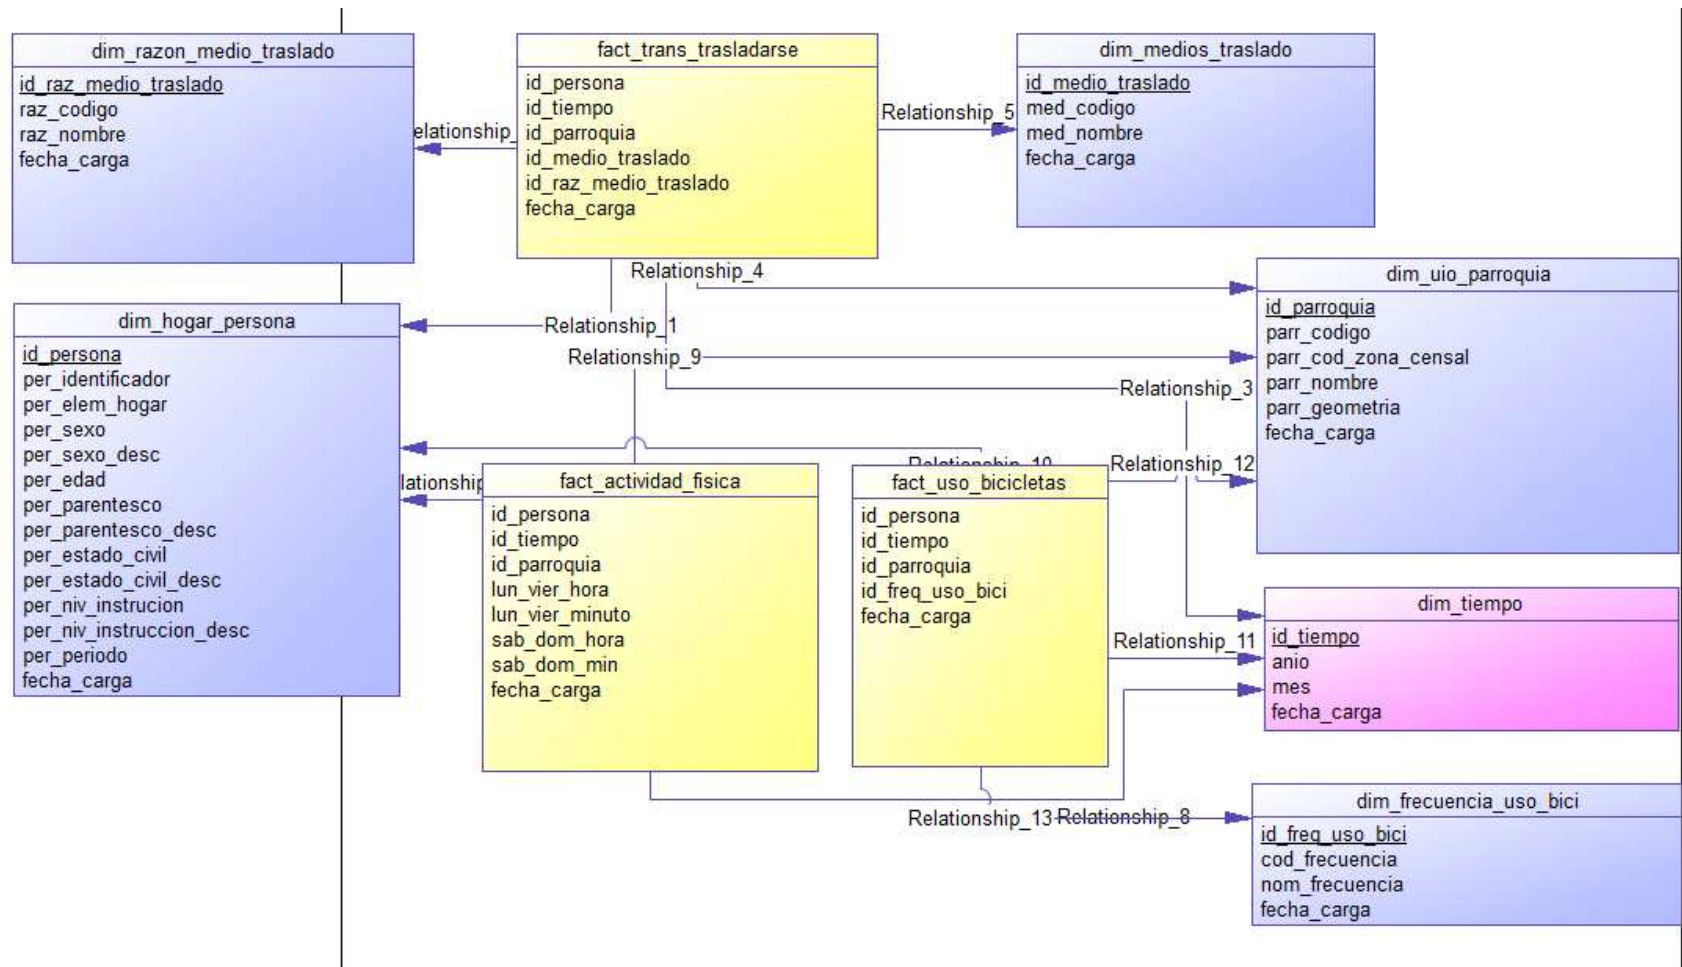 dim_razon_medio_traslado
id_raz_medio_traslado
raz_codigo
raz_nombre
fecha_carga
elationship_
fact_trans_trasladarse
id_persona
id_tiempo
id_parroquia
id_medio_traslado
id_raz_medio_traslado
fecha_carga
Relationship_5
dim_medios_traslado
id_medio_traslado
med_codigo
med_nombre
fecha_carga
Relationship_4
Relationship_1
Relationship_9
Relationship_3
dim_uio_parroquia
id_parroquia
parr_codigo
parr_cod_zona_censal
parr_nombre
parr_geometria
fecha_carga
dim_hogar_persona
id_persona
per_identificador
per_elem_hogar
per_sexo
per_sexo_desc
per_edad
per_parentesco
per_parentesco_desc
per_estado_civil
per_estado_civil_desc
per_niv_instrucion
per_niv_instruccion_desc
per_periodo
fecha_carga
lationship
fact_actividad_fisica
id_persona
id_tiempo
id_parroquia
lun_vier_hora
lun_vier_minuto
sab_dom_hora
sab_dom_min
fecha_carga
Relationship_10
Relationship_12
fact_uso_bicicletas
id_persona
id_tiempo
id_parroquia
id_freq_uso_bici
fecha_carga
Relationship_11
dim_tiempo
id_tiempo
anio
mes
fecha_carga
Relationship_13
Relationship_8
dim_frecuencia_uso_bici
id_freq_uso_bici
cod_frecuencia
nom_frecuencia
fecha_carga